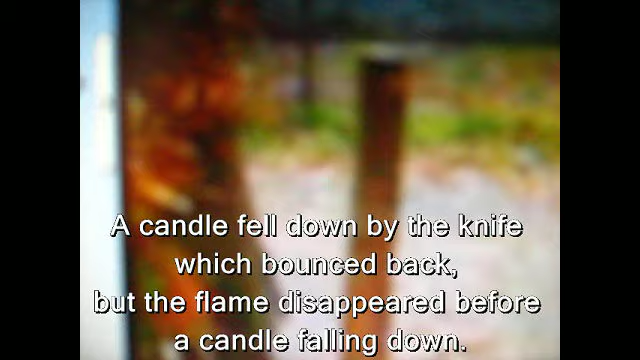 A candle fell down by the knife
which bounced back,
but the flame disappeared before
a candle falling down.